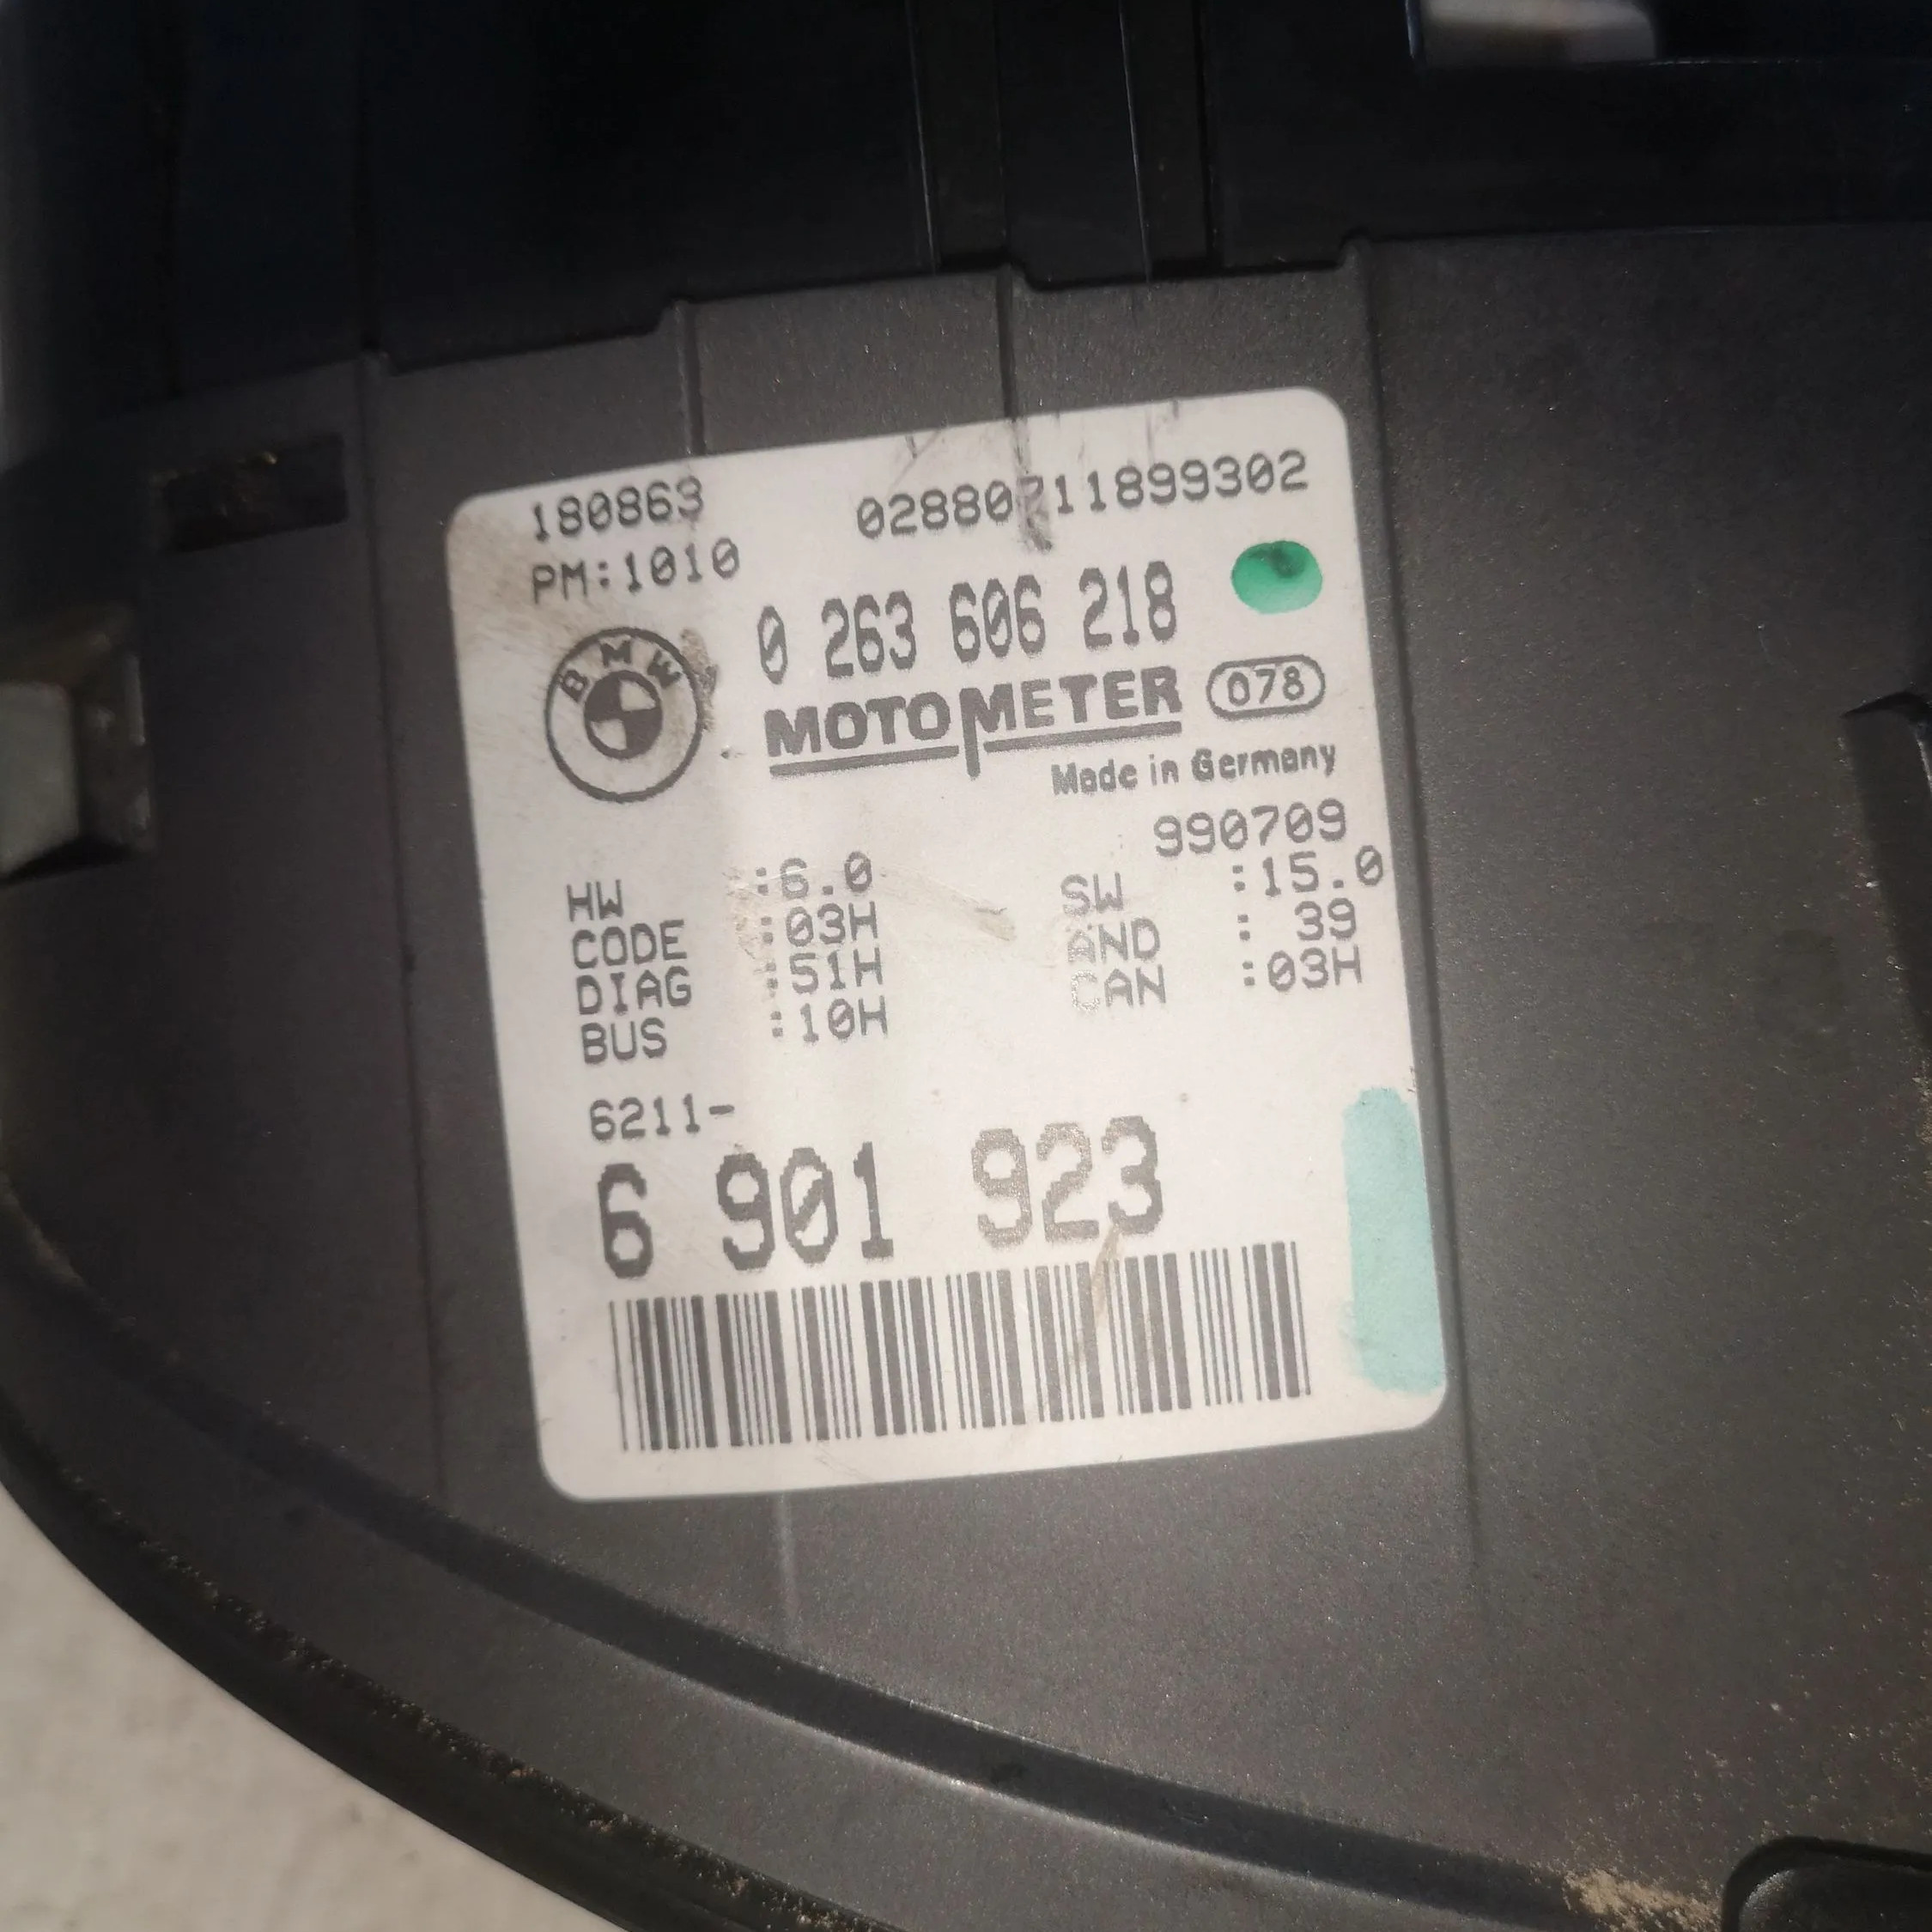 180863 02880711899302
PM:1010
0 263 606 218
BMW
MOTOMETER 078
Made in Germany
990709
HW :6.0 SW :15.0
CODE :03H AND : 39
DIAG :51H CAN :03H
BUS :10H
6211-
6 901 923